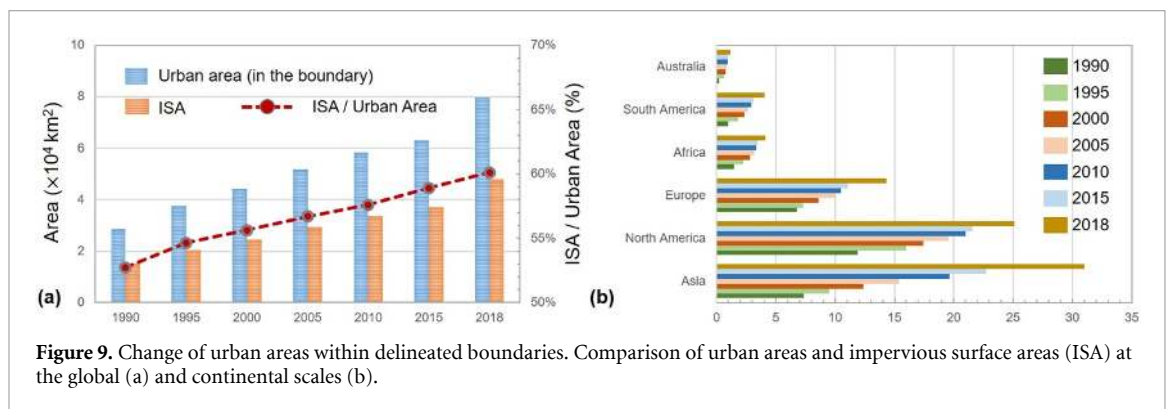 10
8
6
4
2
0
Area (×10⁴ km²)
Urban area (in the boundary)
ISA
ISA / Urban Area
70%
65%
60%
55%
50%
ISA / Urban Area (%)
(a)
1990 1995 2000 2005 2010 2015 2018
Australia
South America
Africa
Europe
North America
Asia
(b)
0 5 10 15 20 25 30 35
1990
1995
2000
2005
2010
2015
2018
Figure 9. Change of urban areas within delineated boundaries. Comparison of urban areas and impervious surface areas (ISA) at
the global (a) and continental scales (b).